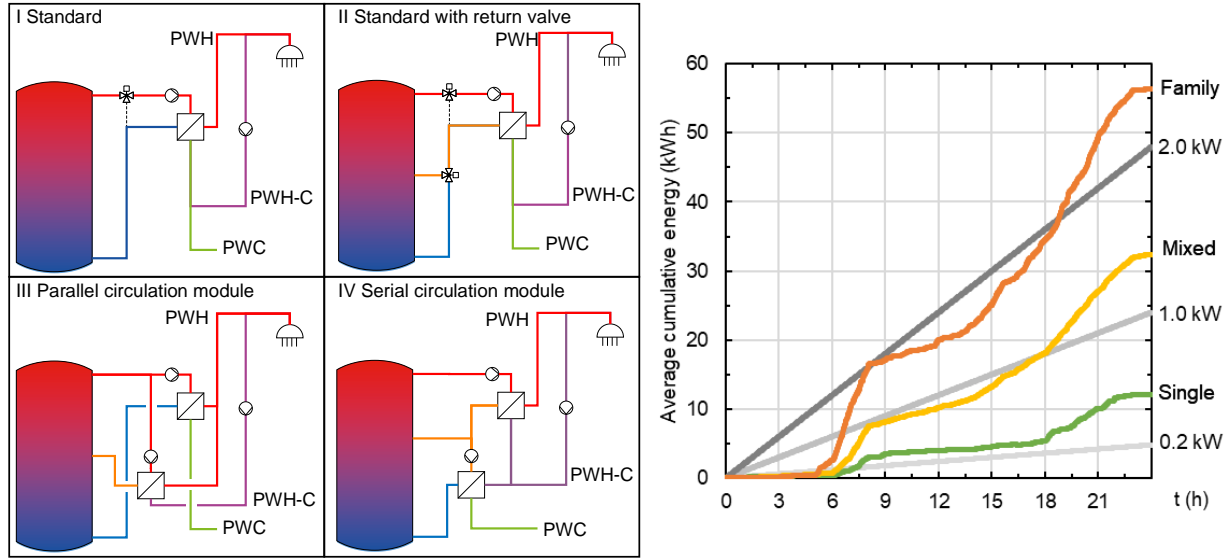 I Standard
PWH
PWH-C
PWC
II Standard with return valve
PWH
PWH-C
PWC
III Parallel circulation module
PWH
PWH-C
PWC
IV Serial circulation module
PWH
PWH-C
PWC
Average cumulative energy (kWh)
60
50
40
30
20
10
0
0
3
6
9
12
15
18
21
t (h)
Family
2.0 kW
Mixed
1.0 kW
Single
0.2 kW